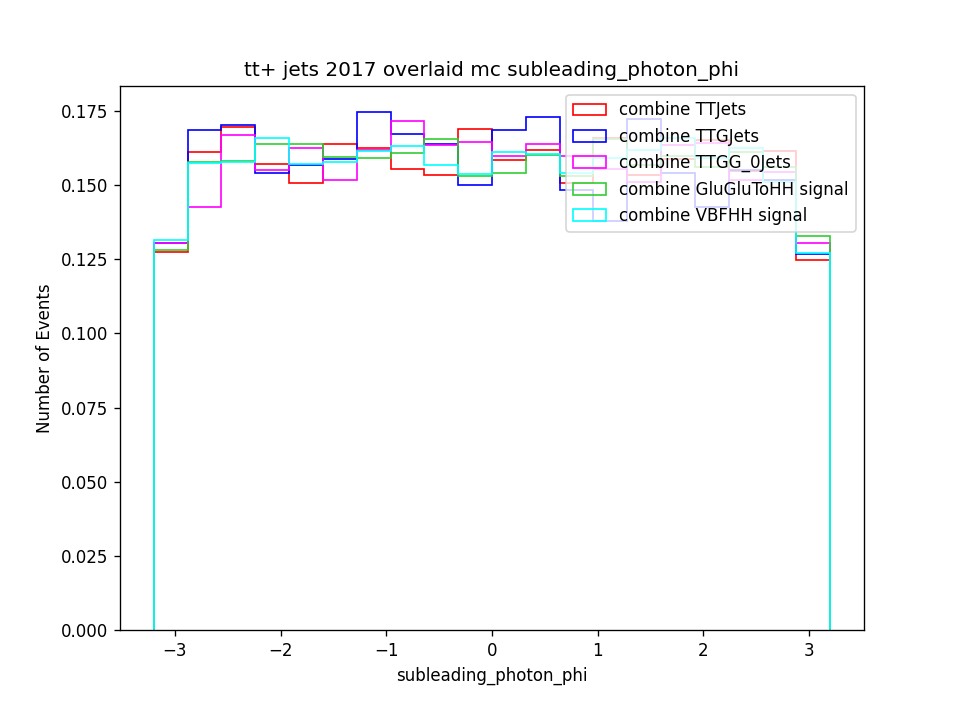 tt+ jets 2017 overlaid mc subleading_photon_phi
combine TTJets
combine TTGJets
combine TTGG_0Jets
combine GluGluToHH signal
combine VBFHH signal
Number of Events
0.175
0.150
0.125
0.100
0.075
0.050
0.025
0.000
−3 −2 −1 0 1 2 3
subleading_photon_phi